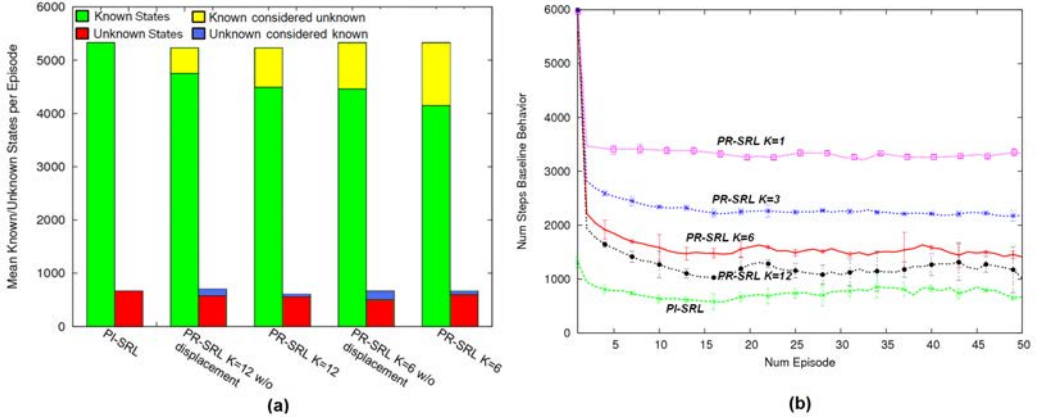 Known States
Known considered unknown
Unknown States
Unknown considered known
Mean Known/Unknown States per Episode
6000
5000
4000
3000
2000
1000
0
PI-SRL
PR-SRL K=12 w/o displacement
PR-SRL K=12
PR-SRL K=6 w/o displacement
PR-SRL K=6
(a)
Num Steps Baseline Behavior
6000
5000
4000
3000
2000
1000
0
PR-SRL K=1
PR-SRL K=3
PR-SRL K=6
PR-SRL K=12
PI-SRL
5
10
15
20
25
30
35
40
45
50
Num Episode
(b)